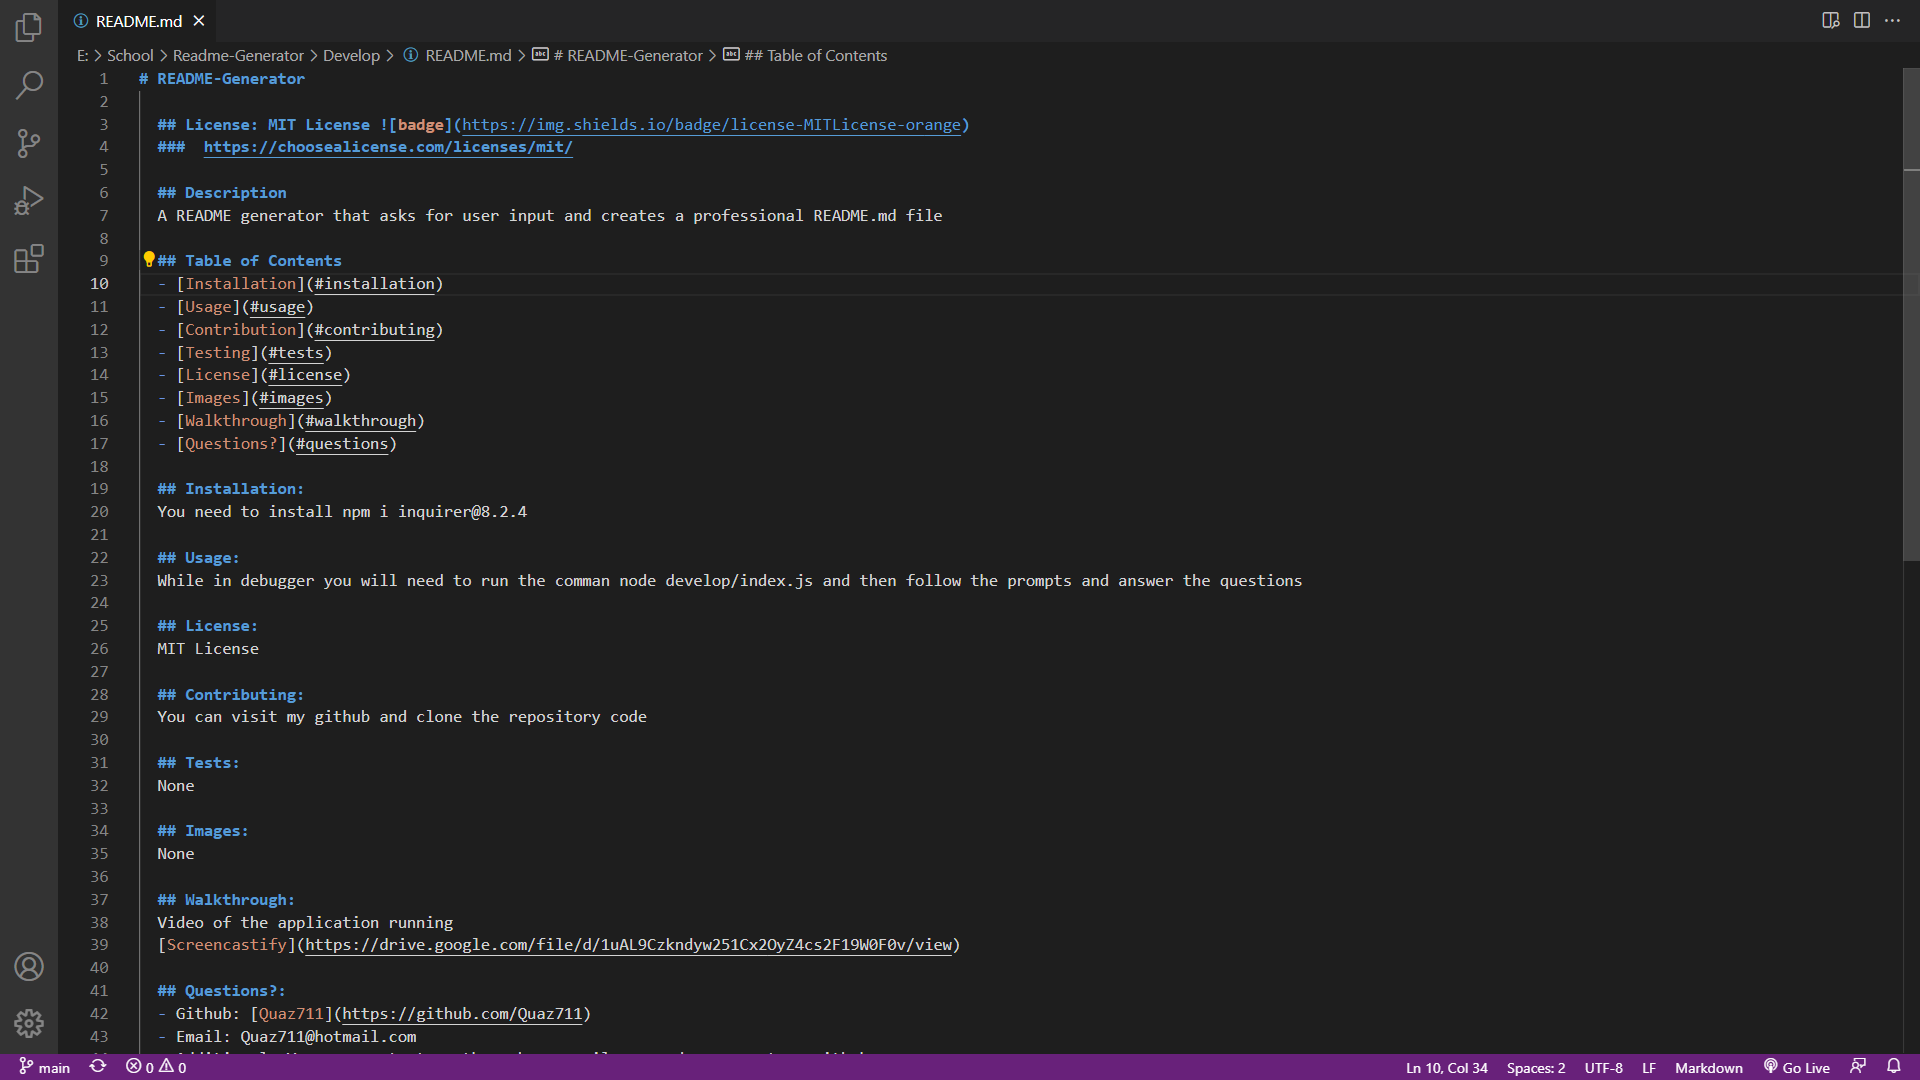 README.md
E: > School > Readme-Generator > Develop > README.md > # README-Generator > ## Table of Contents
1 # README-Generator
2
3 ## License: MIT License ![badge](https://img.shields.io/badge/license-MITLicense-orange)
4 ###  https://choosealicense.com/licenses/mit/
5
6 ## Description
7 A README generator that asks for user input and creates a professional README.md file
8
9 ## Table of Contents
10 - [Installation](#installation)
11 - [Usage](#usage)
12 - [Contribution](#contributing)
13 - [Testing](#tests)
14 - [License](#license)
15 - [Images](#images)
16 - [Walkthrough](#walkthrough)
17 - [Questions?](#questions)
18
19 ## Installation:
20 You need to install npm i inquirer@8.2.4
21
22 ## Usage:
23 While in debugger you will need to run the comman node develop/index.js and then follow the prompts and answer the questions
24
25 ## License:
26 MIT License
27
28 ## Contributing:
29 You can visit my github and clone the repository code
30
31 ## Tests:
32 None
33
34 ## Images:
35 None
36
37 ## Walkthrough:
38 Video of the application running
39 [Screencastify](https://drive.google.com/file/d/1uAL9Czkndyw251Cx2OyZ4cs2F19W0F0v/view)
40
41 ## Questions?:
42 - Github: [Quaz711](https://github.com/Quaz711)
43 - Email: Quaz711@hotmail.com
main 0 0 Ln 10, Col 34 Spaces: 2 UTF-8 LF Markdown Go Live